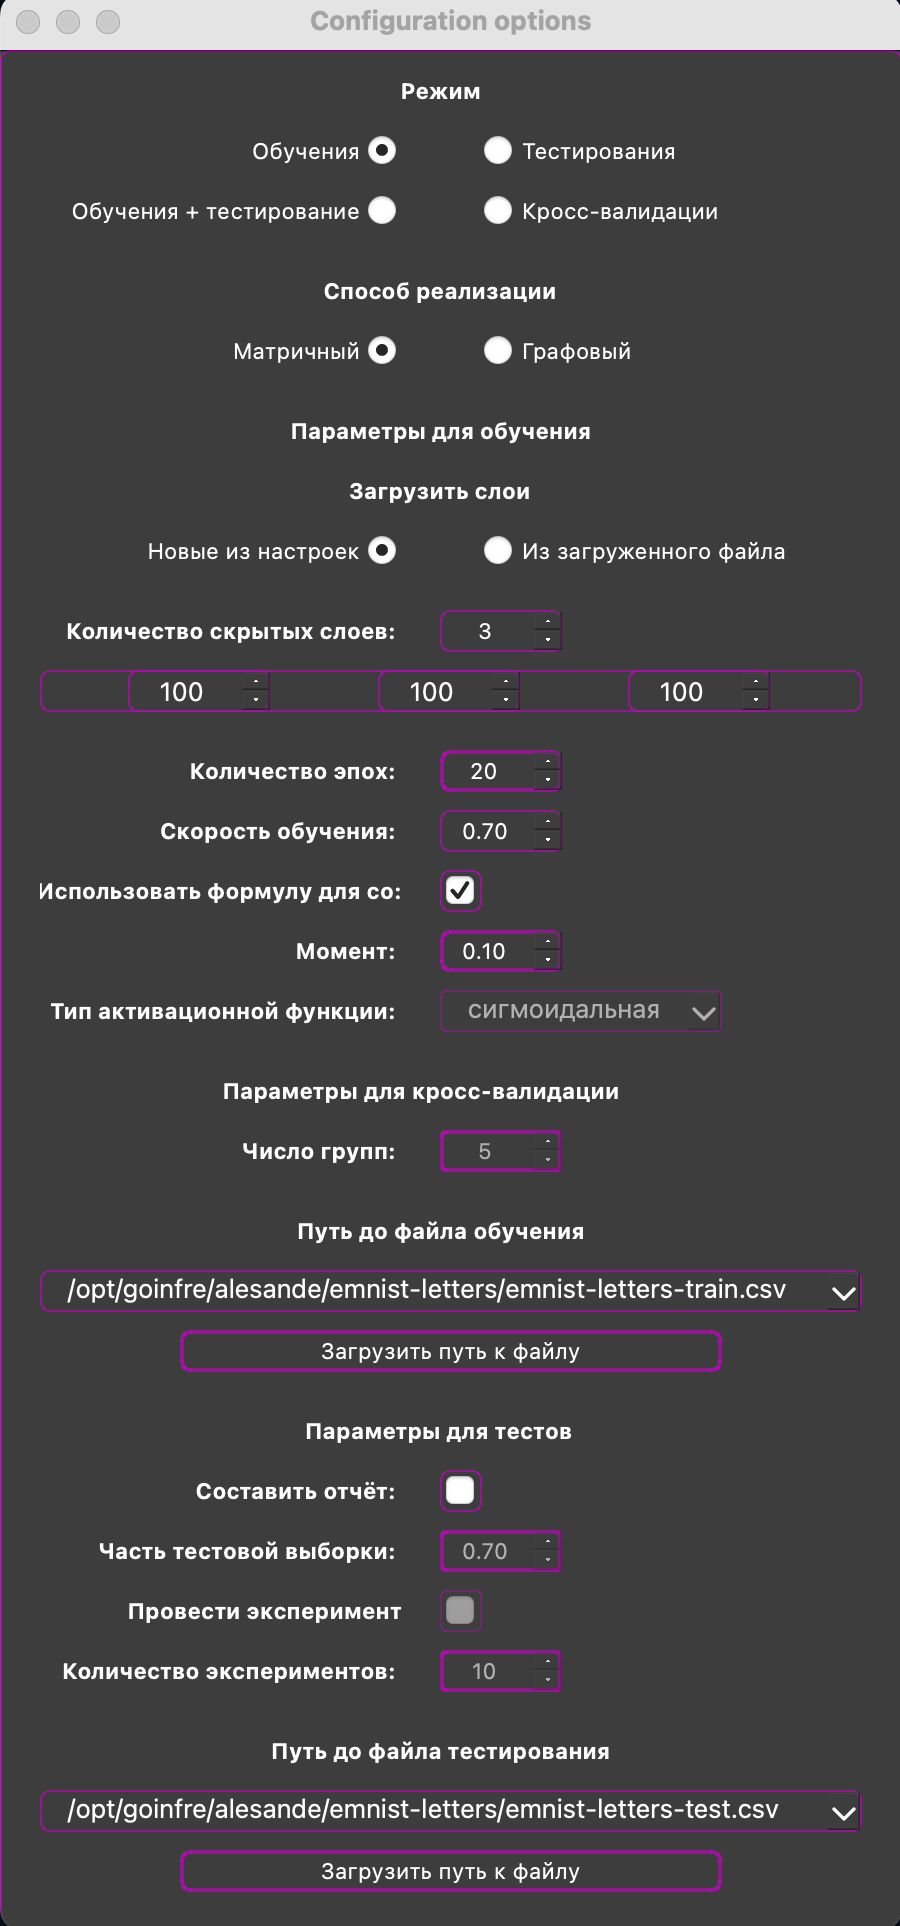 Configuration options
Режим
Обучения Тестирования
Обучения + тестирование Кросс-валидации
Способ реализации
Матричный Графовый
Параметры для обучения
Загрузить слои
Новые из настроек Из загруженного файла
Количество скрытых слоев: 3
100 100 100
Количество эпох: 20
Скорость обучения: 0.70
Использовать формулу для со:
Момент: 0.10
Тип активационной функции: сигмоидальная
Параметры для кросс-валидации
Число групп: 5
Путь до файла обучения
/opt/goinfre/alesande/emnist-letters/emnist-letters-train.csv
Загрузить путь к файлу
Параметры для тестов
Составить отчёт:
Часть тестовой выборки: 0.70
Провести эксперимент
Количество экспериментов: 10
Путь до файла тестирования
/opt/goinfre/alesande/emnist-letters/emnist-letters-test.csv
Загрузить путь к файлу